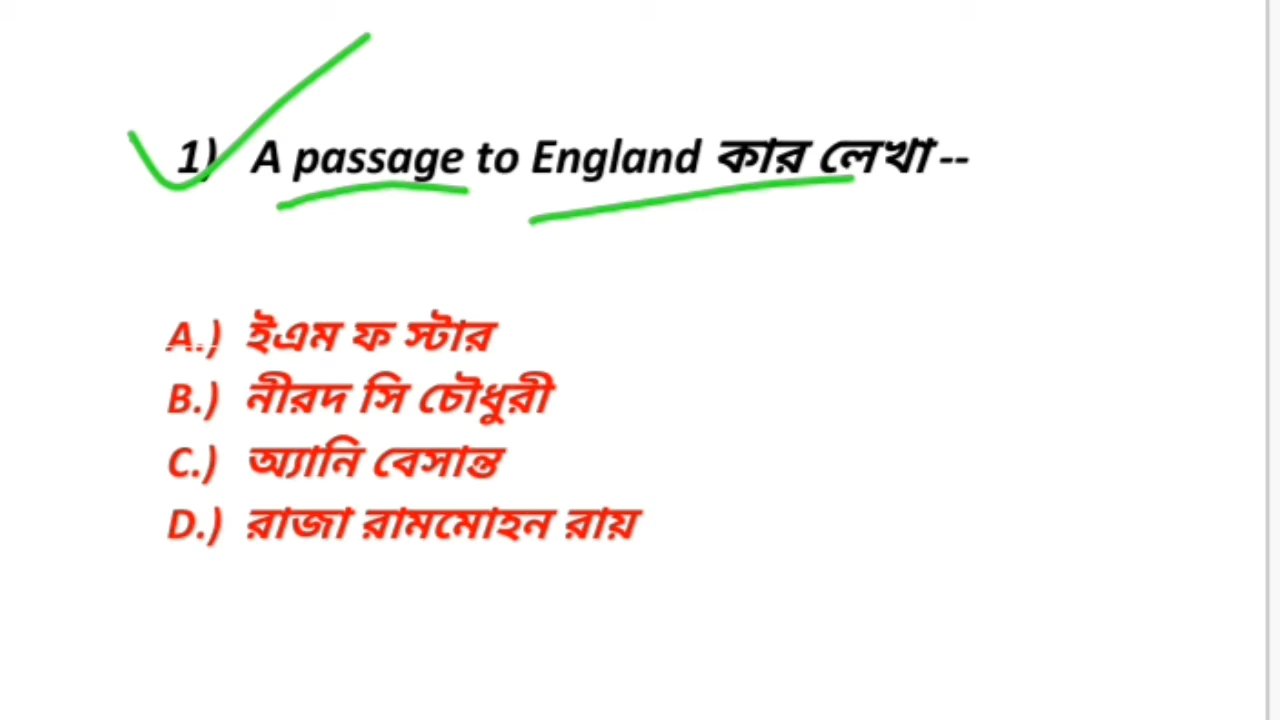 1) A passage to England কার লেখা --
A.) ইএম ফ স্টার
B.) নীরদ সি চৌধুরী
C.) অ্যানি বেসান্ত
D.) রাজা রামমোহন রায়